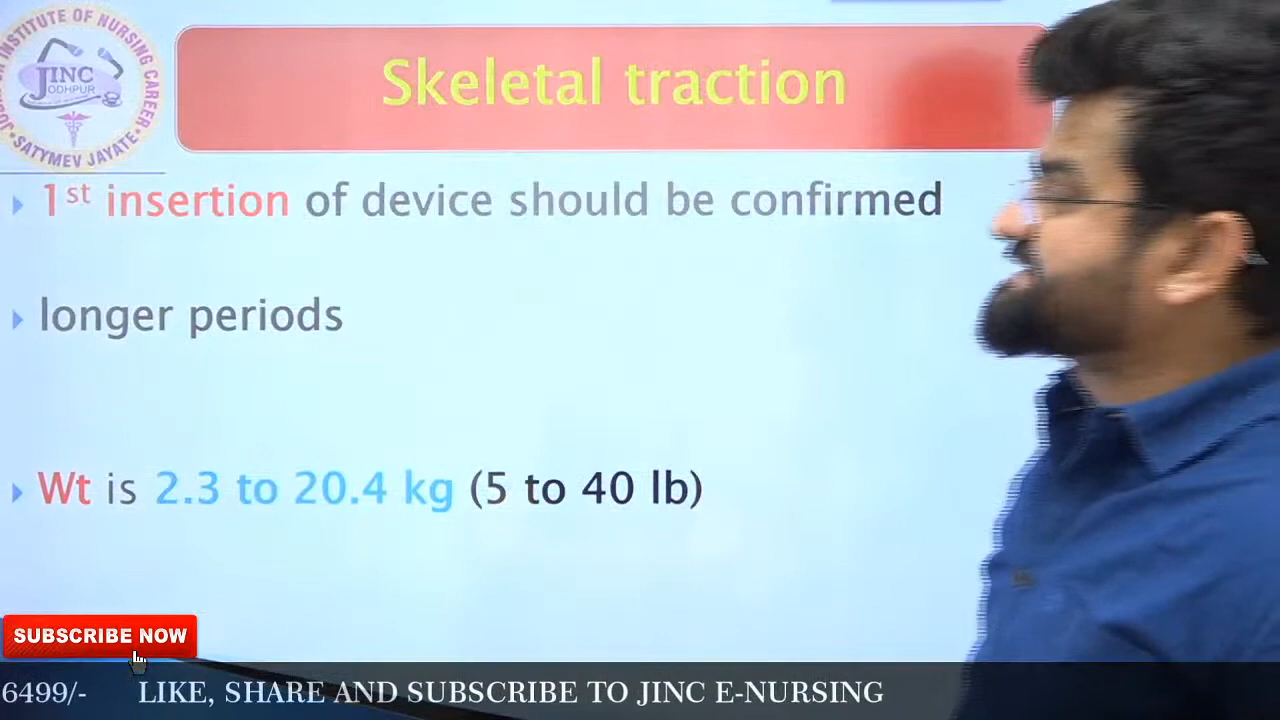 INSTITUTE OF NURSING CAREER
JINC
JODHPUR
SATYMEV JAYATE
Skeletal traction
1st insertion of device should be confirmed
longer periods
Wt is 2.3 to 20.4 kg (5 to 40 lb)
SUBSCRIBE NOW
6499/- LIKE, SHARE AND SUBSCRIBE TO JINC E-NURSING